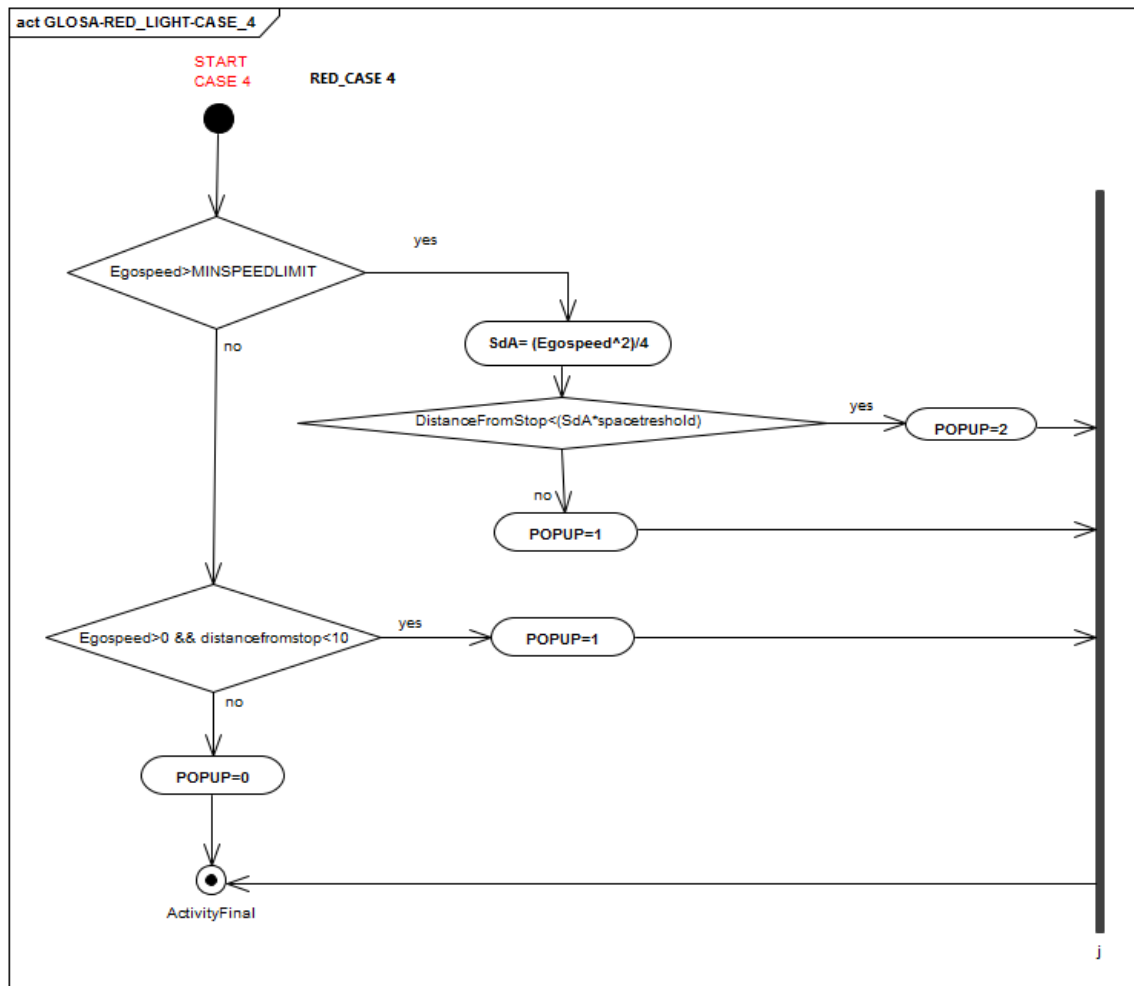 act GLOSA-RED_LIGHT-CASE_4
START
CASE 4
RED_CASE 4
Egospeed>MINSPEEDLIMIT
yes
no
SdA= (Egospeed^2)/4
DistanceFromStop<(SdA*spacetreshold)
yes
POPUP=2
no
POPUP=1
Egospeed>0 && distancefromstop<10
yes
POPUP=1
no
POPUP=0
ActivityFinal
j